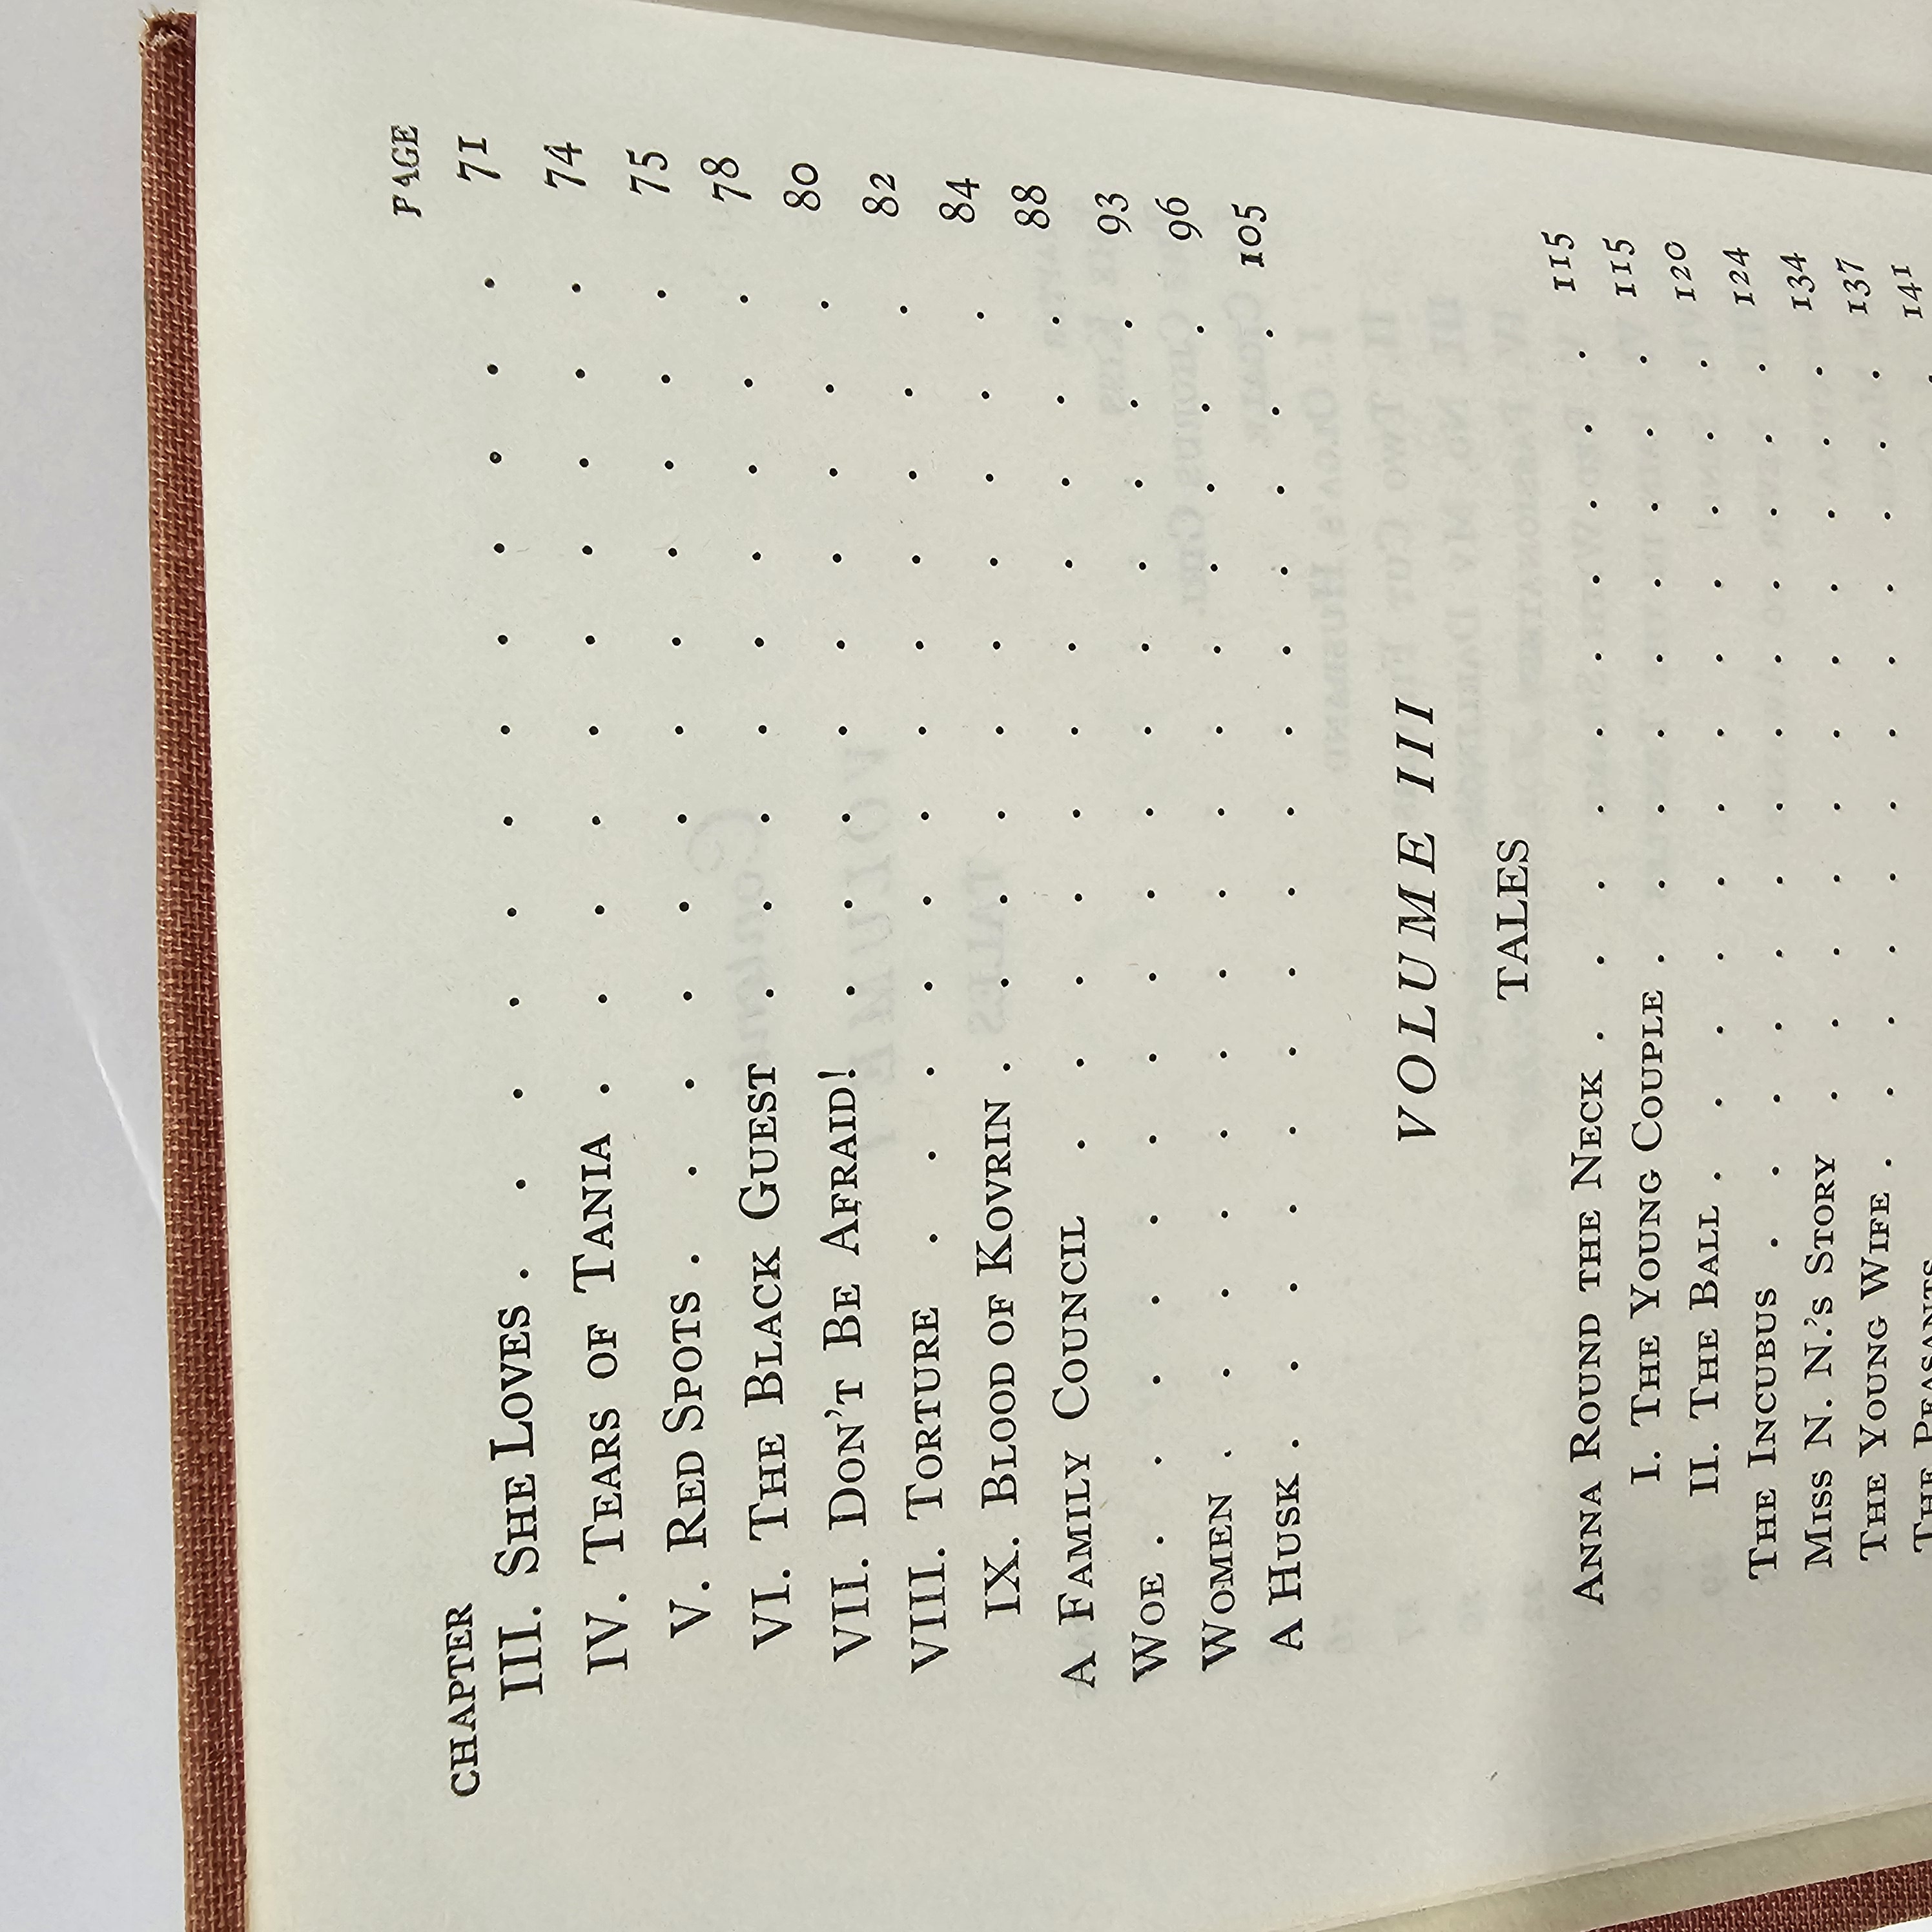 PAGE
CHAPTER
III. SHE LOVES . . . . . . . . . . . . 71
IV. TEARS OF TANIA . . . . . . . . . . 74
V. RED SPOTS . . . . . . . . . . . . 75
VI. THE BLACK GUEST . . . . . . . . . 78
VII. DON'T BE AFRAID! . . . . . . . . . 80
VIII. TORTURE . . . . . . . . . . . . 82
IX. BLOOD OF KOVRIN . . . . . . . . . . 84
A FAMILY COUNCIL . . . . . . . . . . . 88
WOE . . . . . . . . . . . . . . . . 93
WOMEN . . . . . . . . . . . . . . . 96
A HUSK . . . . . . . . . . . . . . . 105
VOLUME III
TALES
ANNA ROUND THE NECK . . . . . . . . . . 115
I. THE YOUNG COUPLE . . . . . . . . . 115
II. THE BALL . . . . . . . . . . . . 120
THE INCUBUS . . . . . . . . . . . . . 124
MISS N. N.'S STORY . . . . . . . . . . . 134
THE YOUNG WIFE . . . . . . . . . . . . 137
THE PEASANTS . 141